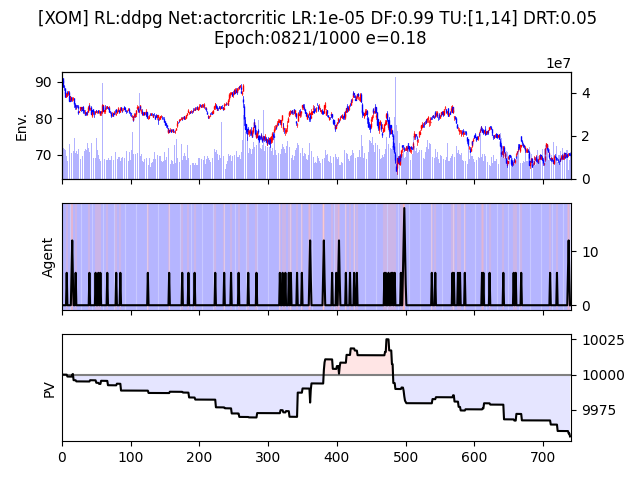 [XOM] RL:ddpg Net:actorcritic LR:1e-05 DF:0.99 TU:[1,14] DRT:0.05
Epoch:0821/1000 e=0.18
1e7
90
80
70
Env.
4
2
0
Agent
10
0
PV
10025
10000
9975
0 100 200 300 400 500 600 700